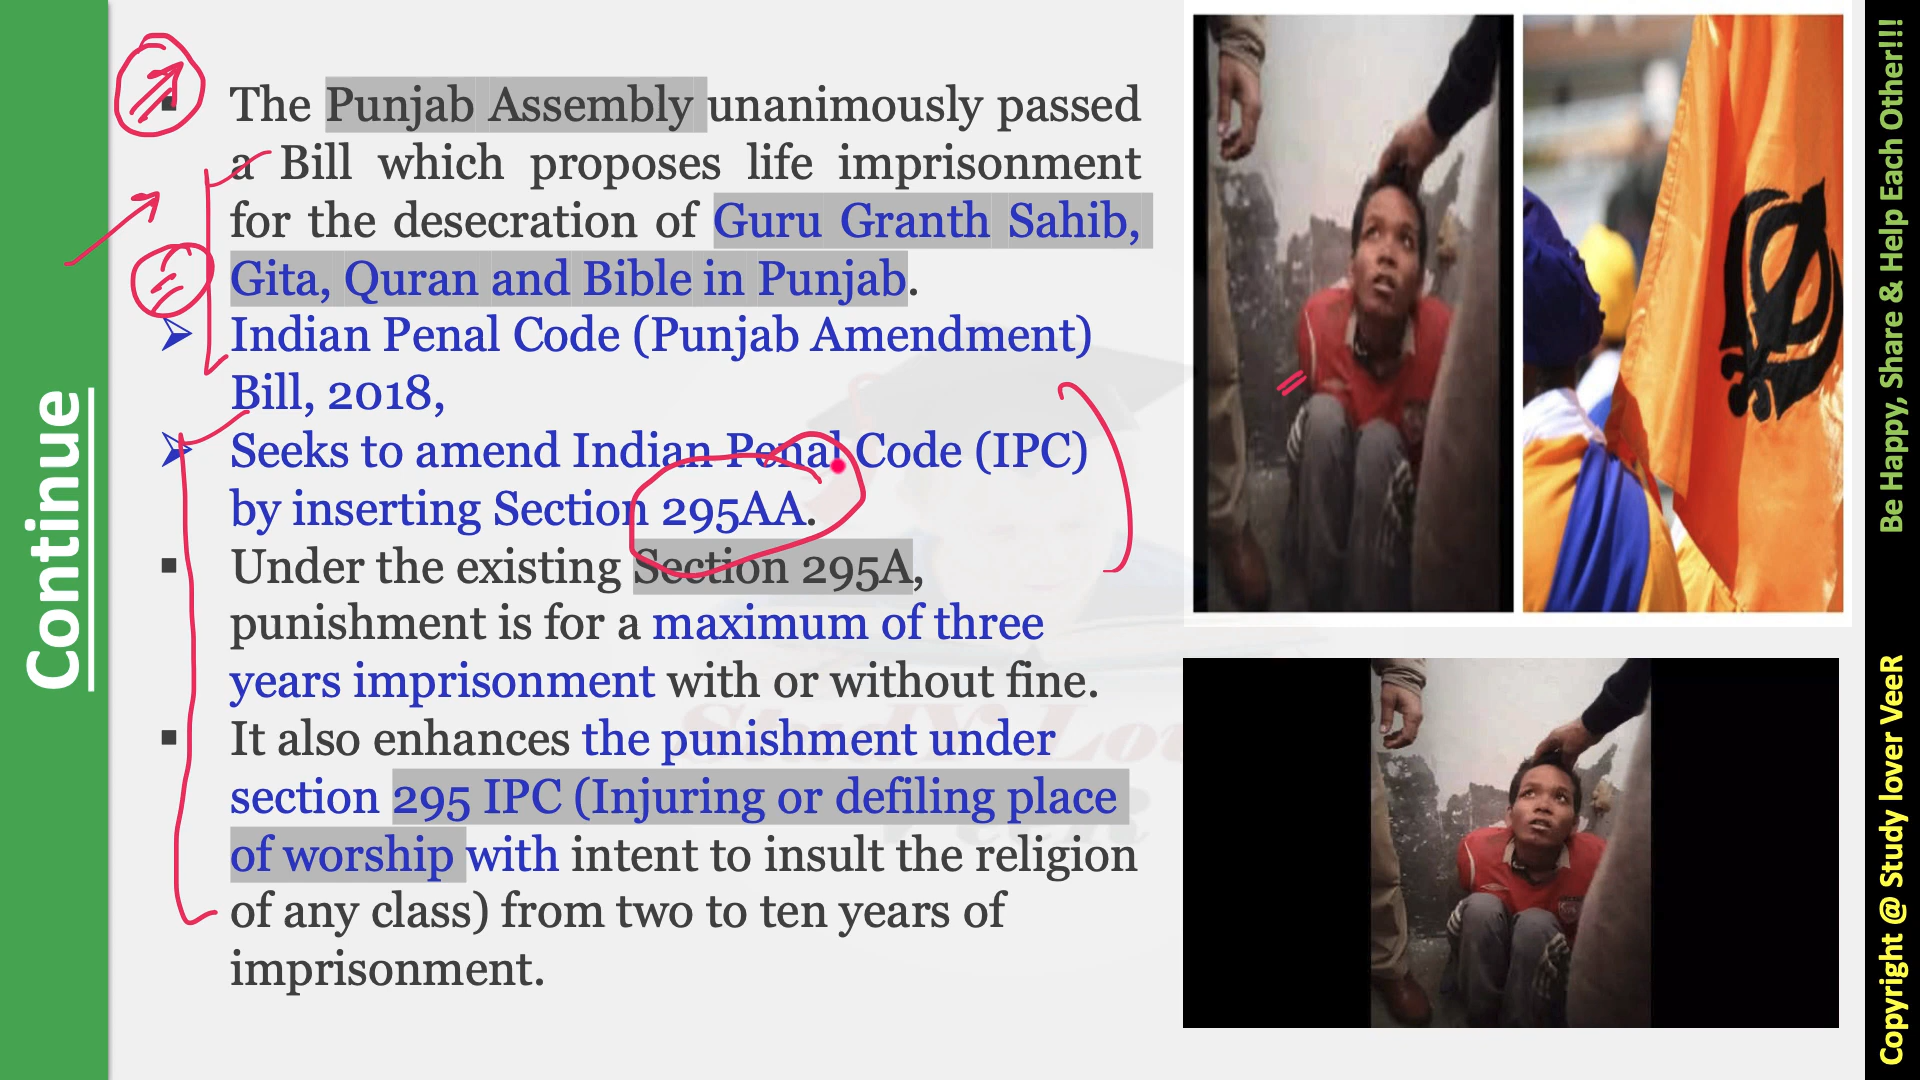 Continue
The Punjab Assembly unanimously passed
a Bill which proposes life imprisonment
for the desecration of Guru Granth Sahib,
Gita, Quran and Bible in Punjab.
Indian Penal Code (Punjab Amendment)
Bill, 2018,
Seeks to amend Indian Penal Code (IPC)
by inserting Section 295AA.
Under the existing Section 295A,
punishment is for a maximum of three
years imprisonment with or without fine.
It also enhances the punishment under
section 295 IPC (Injuring or defiling place
of worship with intent to insult the religion
of any class) from two to ten years of
imprisonment.
Be Happy, Share & Help Each Other!!!
Copyright @ Study lover VeeR